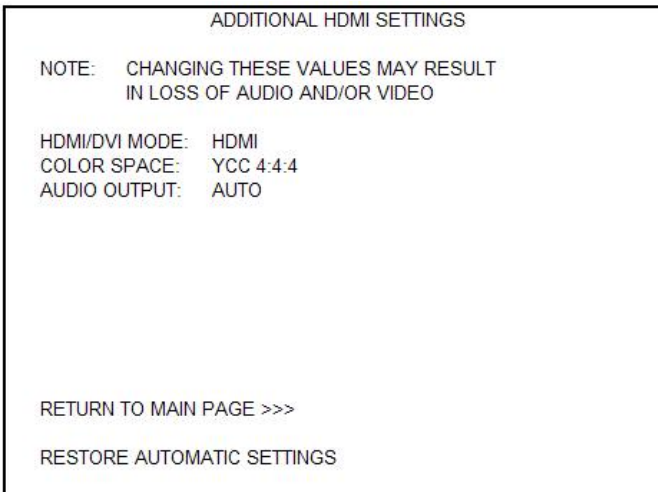 ADDITIONAL HDMI SETTINGS
NOTE: CHANGING THESE VALUES MAY RESULT
IN LOSS OF AUDIO AND/OR VIDEO
HDMI/DVI MODE: HDMI
COLOR SPACE: YCC 4:4:4
AUDIO OUTPUT: AUTO
RETURN TO MAIN PAGE >>>
RESTORE AUTOMATIC SETTINGS